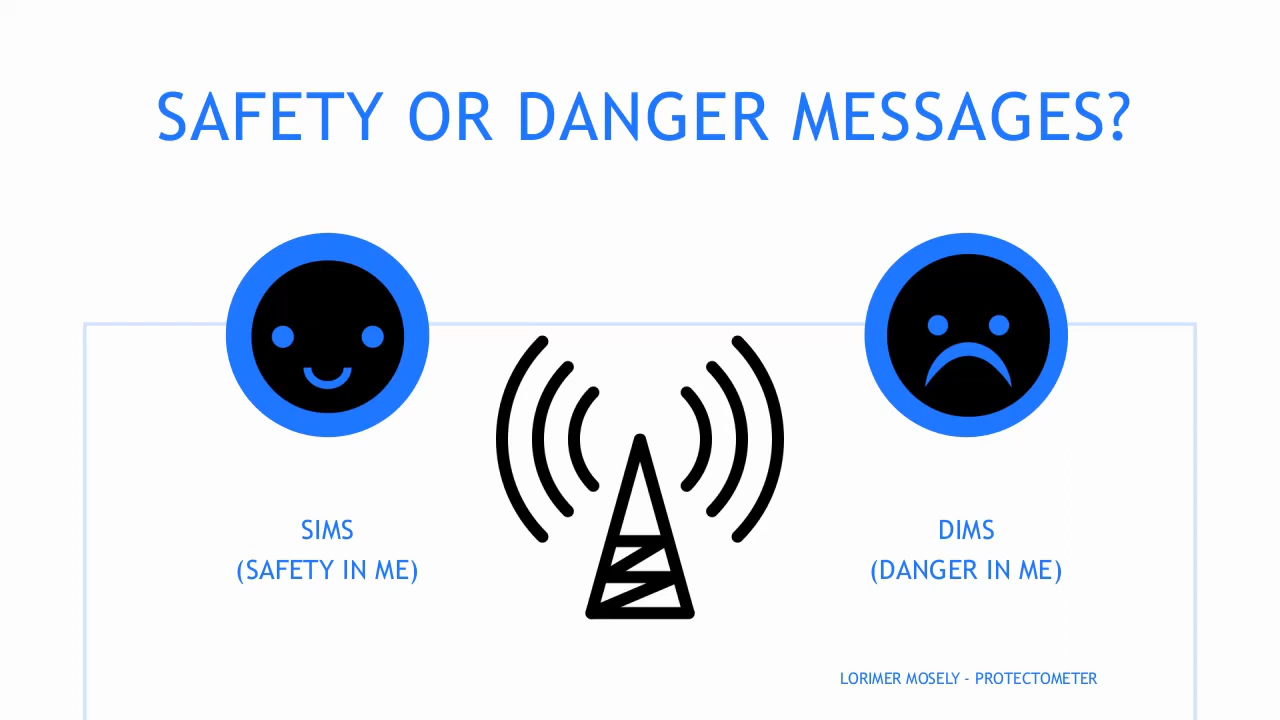 SAFETY OR DANGER MESSAGES?
SIMS
(SAFETY IN ME)
DIMS
(DANGER IN ME)
LORIMER MOSELY - PROTECTOMETER